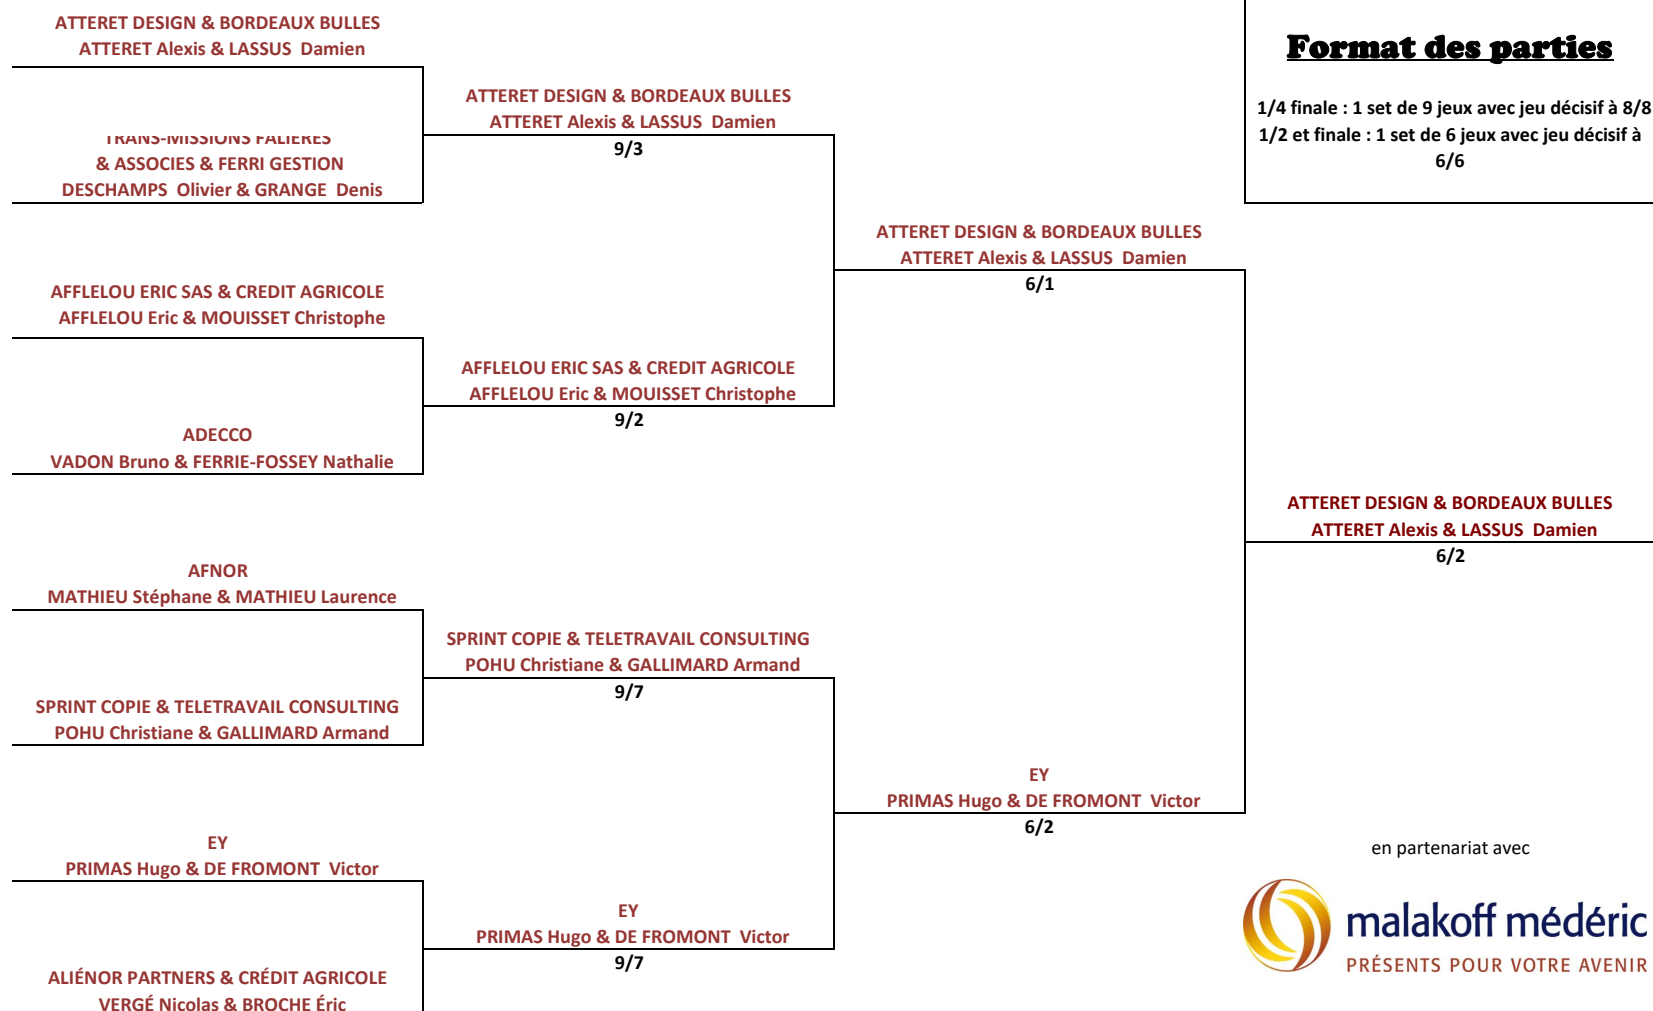 ATTERET DESIGN & BORDEAUX BULLES
ATTERET Alexis & LASSUS Damien
TRANS-MISSIONS FALIERES
& ASSOCIES & FERRI GESTION
DESCHAMPS Olivier & GRANGE Denis
AFFLELOU ERIC SAS & CREDIT AGRICOLE
AFFLELOU Eric & MOUISSET Christophe
ADECCO
VADON Bruno & FERRIE-FOSSEY Nathalie
AFNOR
MATHIEU Stéphane & MATHIEU Laurence
SPRINT COPIE & TELETRAVAIL CONSULTING
POHU Christiane & GALLIMARD Armand
EY
PRIMAS Hugo & DE FROMONT Victor
ALIÉNOR PARTNERS & CRÉDIT AGRICOLE
VERGÉ Nicolas & BROCHE Éric
ATTERET DESIGN & BORDEAUX BULLES
ATTERET Alexis & LASSUS Damien
9/3
AFFLELOU ERIC SAS & CREDIT AGRICOLE
AFFLELOU Eric & MOUISSET Christophe
9/2
SPRINT COPIE & TELETRAVAIL CONSULTING
POHU Christiane & GALLIMARD Armand
9/7
EY
PRIMAS Hugo & DE FROMONT Victor
9/7
ATTERET DESIGN & BORDEAUX BULLES
ATTERET Alexis & LASSUS Damien
6/1
EY
PRIMAS Hugo & DE FROMONT Victor
6/2
Format des parties
1/4 finale : 1 set de 9 jeux avec jeu décisif à 8/8
1/2 et finale : 1 set de 6 jeux avec jeu décisif à
6/6
ATTERET DESIGN & BORDEAUX BULLES
ATTERET Alexis & LASSUS Damien
6/2
en partenariat avec
malakoff médéric
PRÉSENTS POUR VOTRE AVENIR